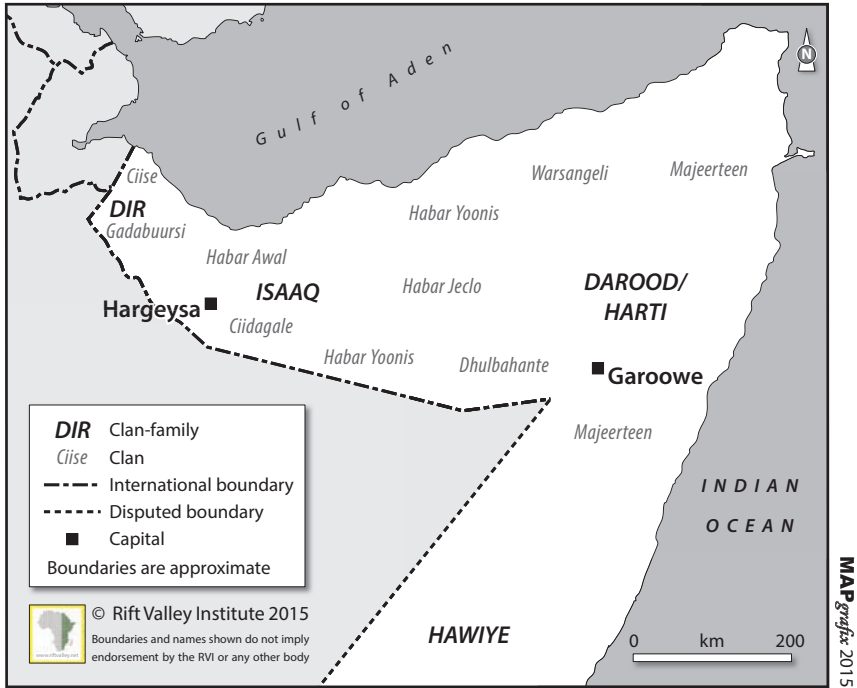 Gulf of Aden
N
Ciise
Warsangeli
Majeerteen
DIR
Habar Yoonis
Gadabuursi
Habar Awal
ISAAQ
Habar Jeclo
DAROOD/
HARTI
Hargeysa
Ciidagale
Habar Yoonis
Dhulbahante
Garoowe
Majeerteen
INDIAN
OCEAN
HAWIYE
DIR Clan-family
Ciise Clan
International boundary
Disputed boundary
Capital
Boundaries are approximate
www.riftvalley.net
© Rift Valley Institute 2015
Boundaries and names shown do not imply
endorsement by the RVI or any other body
0 km 200
MAPgrafix 2015